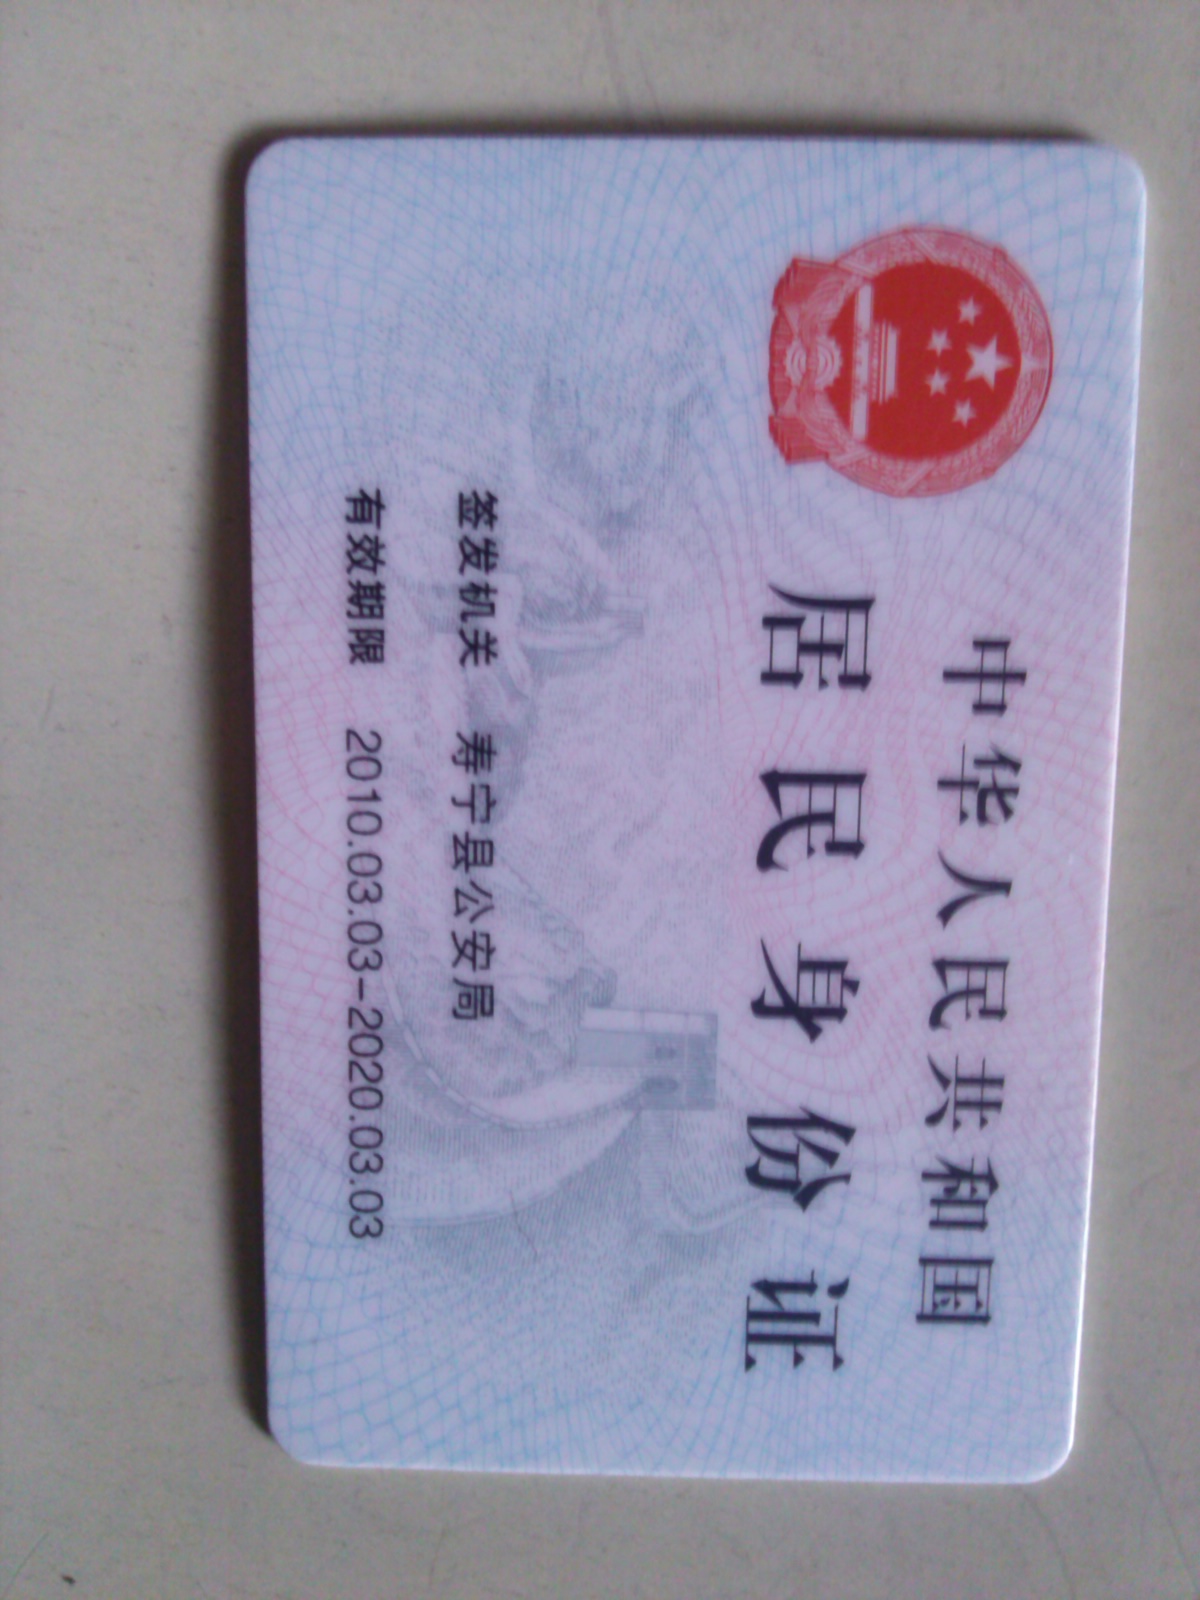 中华人民共和国
居民身份证
签发机关 寿宁县公安局
有效期限 2010.03.03-2020.03.03